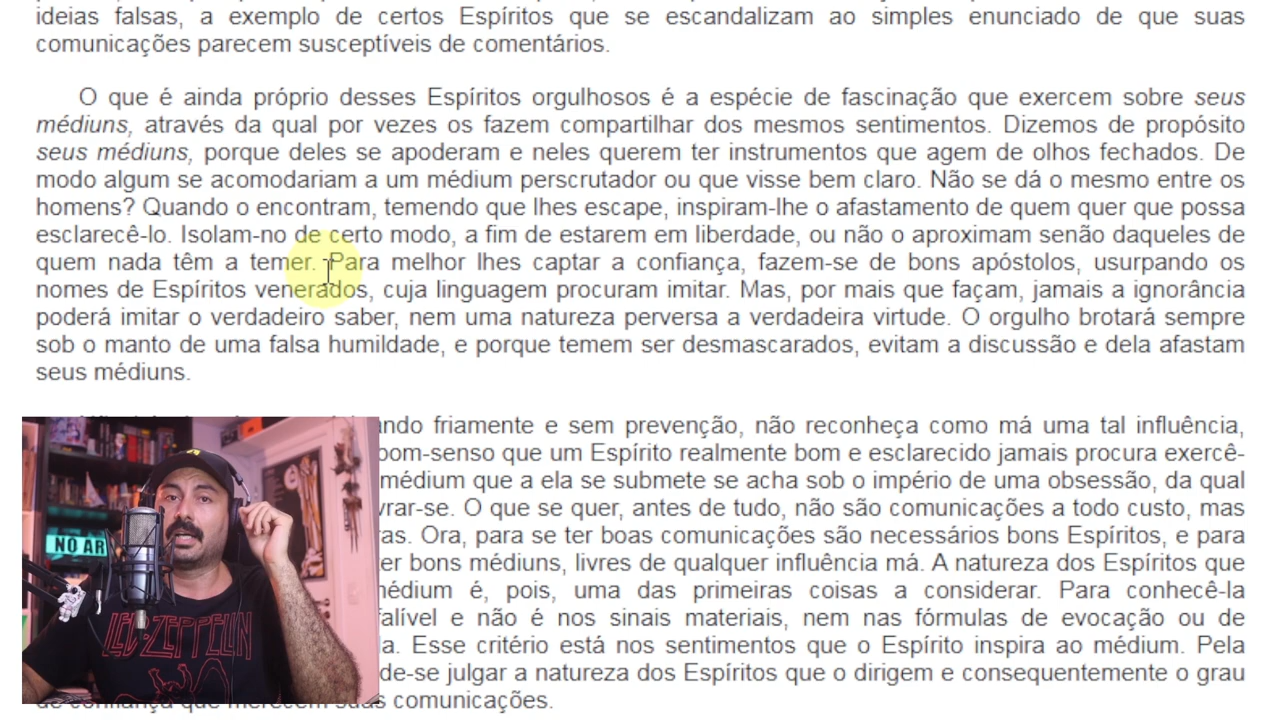 ideias falsas, a exemplo de certos Espíritos que se escandalizam ao simples enunciado de que suas
comunicações parecem susceptíveis de comentários.
O que é ainda próprio desses Espíritos orgulhosos é a espécie de fascinação que exercem sobre seus
médiuns, através da qual por vezes os fazem compartilhar dos mesmos sentimentos. Dizemos de propósito
seus médiuns, porque deles se apoderam e neles querem ter instrumentos que agem de olhos fechados. De
modo algum se acomodariam a um médium perscrutador ou que visse bem claro. Não se dá o mesmo entre os
homens? Quando o encontram, temendo que lhes escape, inspiram-lhe o afastamento de quem quer que possa
esclarecê-lo. Isolam-no de certo modo, a fim de estarem em liberdade, ou não o aproximam senão daqueles de
quem nada têm a temer. Para melhor lhes captar a confiança, fazem-se de bons apóstolos, usurpando os
nomes de Espíritos venerados, cuja linguagem procuram imitar. Mas, por mais que façam, jamais a ignorância
poderá imitar o verdadeiro saber, nem uma natureza perversa a verdadeira virtude. O orgulho brotará sempre
sob o manto de uma falsa humildade, e porque temem ser desmascarados, evitam a discussão e dela afastam
seus médiuns.
ando friamente e sem prevenção, não reconheça como má uma tal influência,
bom-senso que um Espírito realmente bom e esclarecido jamais procura exercê-
médium que a ela se submete se acha sob o império de uma obsessão, da qual
vrar-se. O que se quer, antes de tudo, não são comunicações a todo custo, mas
ras. Ora, para se ter boas comunicações são necessários bons Espíritos, e para
ter bons médiuns, livres de qualquer influência má. A natureza dos Espíritos que
médium é, pois, uma das primeiras coisas a considerar. Para conhecê-la
falível e não é nos sinais materiais, nem nas fórmulas de evocação ou de
la. Esse critério está nos sentimentos que o Espírito inspira ao médium. Pela
de-se julgar a natureza dos Espíritos que o dirigem e consequentemente o grau
de confiança que merecem suas comunicações.
NO AR
LED ZEPPELIN